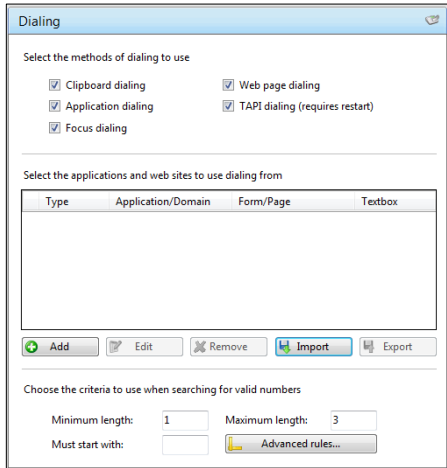 Dialing
Select the methods of dialing to use
Clipboard dialing Web page dialing
Application dialing TAPI dialing (requires restart)
Focus dialing
Select the applications and web sites to use dialing from
Type Application/Domain Form/Page Textbox
Add Edit Remove Import Export
Choose the criteria to use when searching for valid numbers
Minimum length: 1 Maximum length: 3
Must start with: Advanced rules...